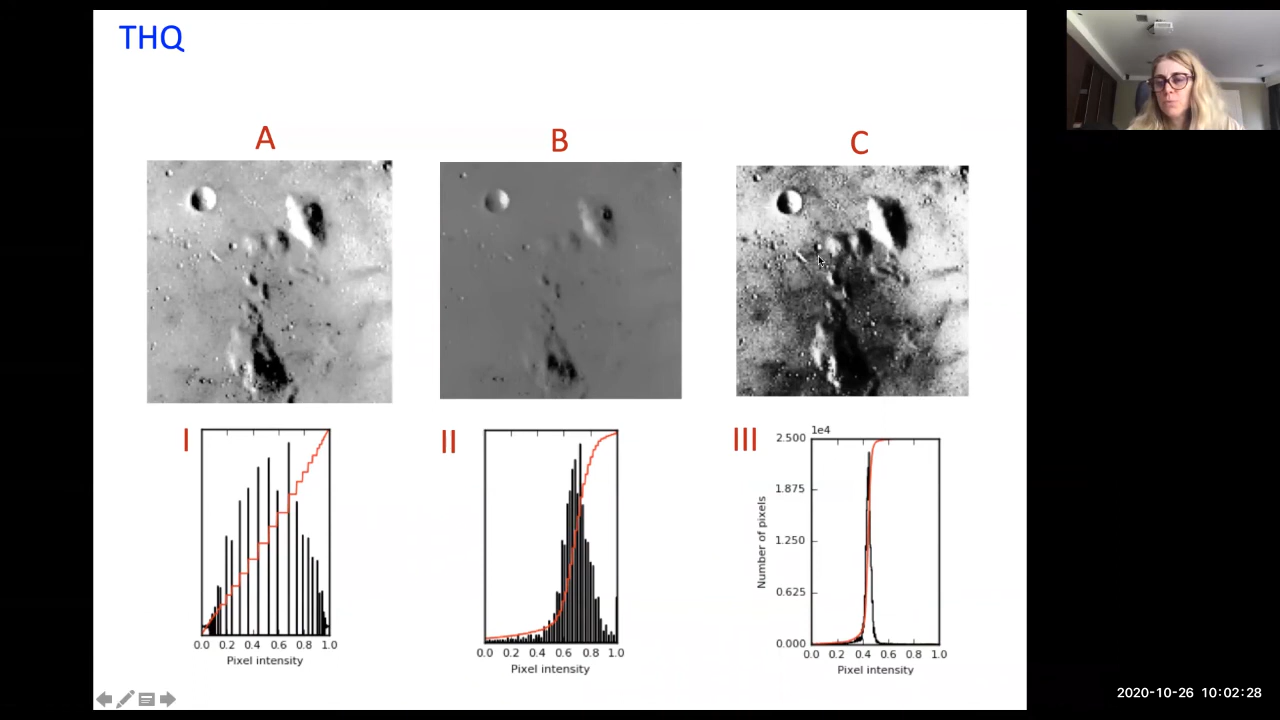 THQ
A
B
C
I
II
III
1e4
2.500
1.875
1.250
0.625
0.000
Number of pixels
0.0 0.2 0.4 0.6 0.8 1.0
Pixel intensity
0.0 0.2 0.4 0.6 0.8 1.0
Pixel intensity
0.0 0.2 0.4 0.6 0.8 1.0
Pixel intensity
2020-10-26 10:02:28